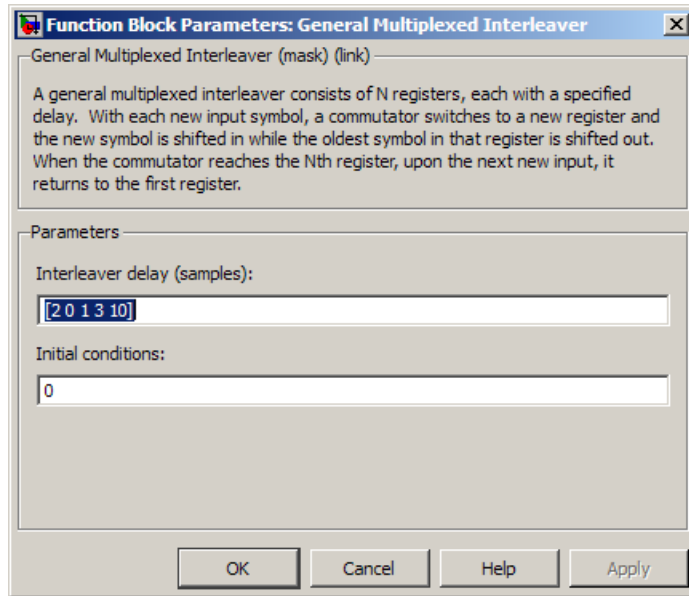 Function Block Parameters: General Multiplexed Interleaver
General Multiplexed Interleaver (mask) (link)
A general multiplexed interleaver consists of N registers, each with a specified
delay.  With each new input symbol, a commutator switches to a new register and
the new symbol is shifted in while the oldest symbol in that register is shifted out.
When the commutator reaches the Nth register, upon the next new input, it
returns to the first register.
Parameters
Interleaver delay (samples):
[2 0 1 3 10]
Initial conditions:
0
OK Cancel Help Apply